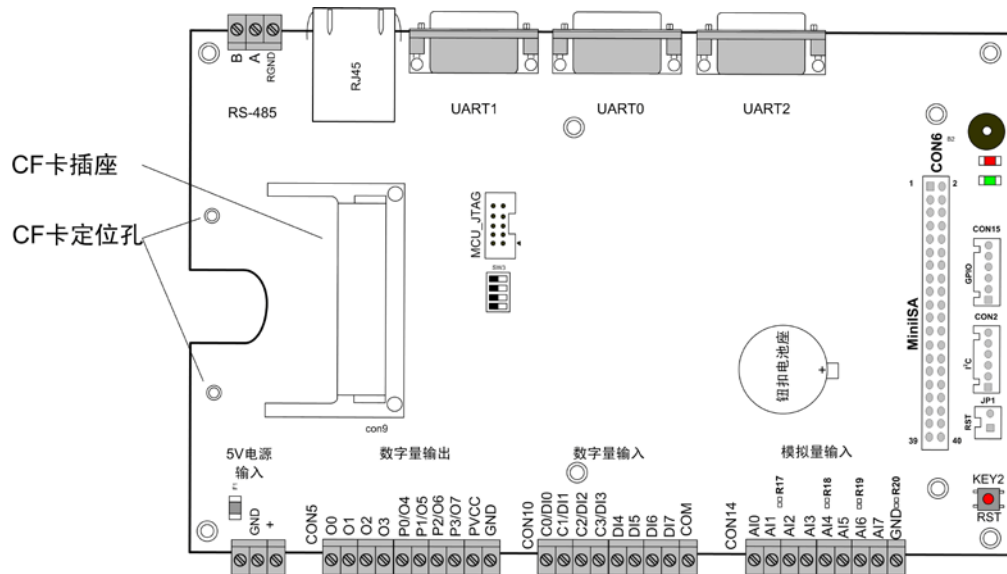 B
A
RGND
RS-485
RJ45
UART1
UART0
UART2
CF卡插座
CF卡定位孔
MCU_JTAG
SW3
CON6
B2
1
2
MiniISA
39
40
CON15
GPIO
CON2
I²C
JP1
RST
KEY2
RST
钮扣电池座
+
con9
5V电源
输入
F1
GND
+
数字量输出
CON5
O0
O1
O2
O3
P0/O4
P1/O5
P2/O6
P3/O7
PVCC
GND
数字量输入
CON10
C0/DI0
C1/DI1
C2/DI2
C3/DI3
DI4
DI5
DI6
DI7
COM
模拟量输入
R17
R18
R19
R20
CON14
AI0
AI1
AI2
AI3
AI4
AI5
AI6
AI7
GND